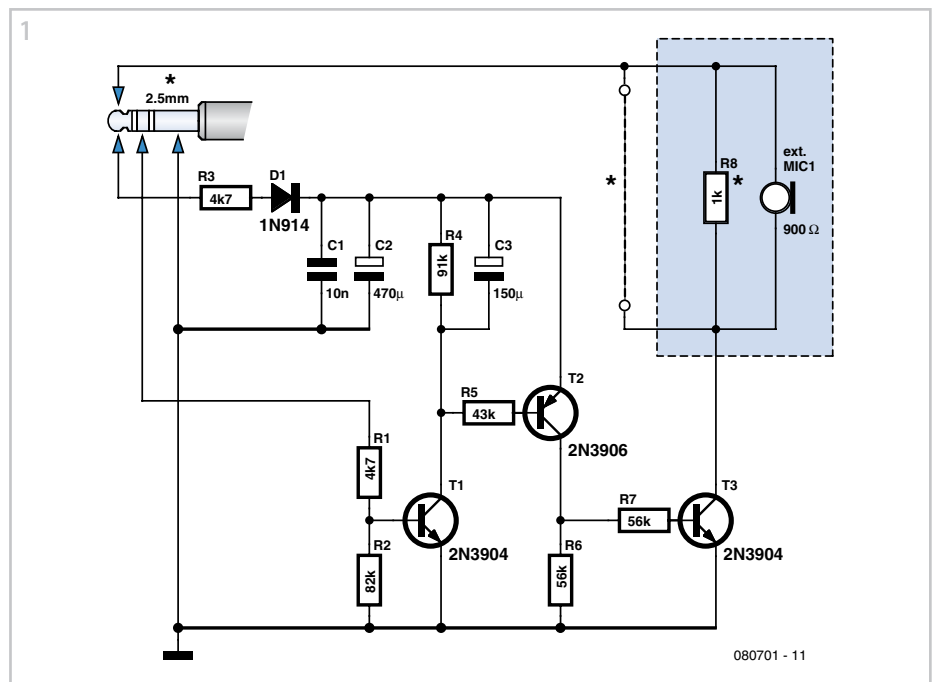 1
*
2.5mm
R3
4k7
D1
1N914
C1
10n
C2
470µ
R4
91k
C3
150µ
*
R8
1k
*
ext.
MIC1
900 Ω
R5
43k
T2
2N3906
R1
4k7
T1
2N3904
R2
82k
R6
56k
R7
56k
T3
2N3904
080701 - 11